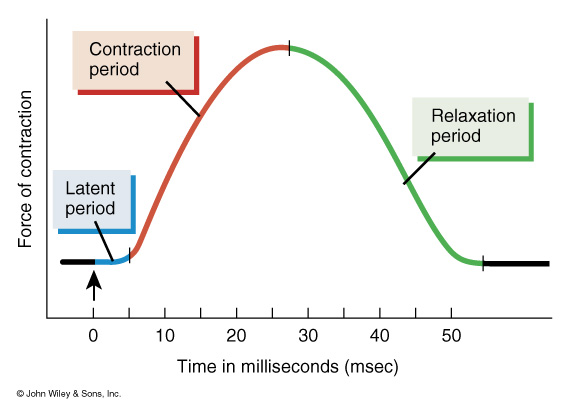 Contraction
period
Relaxation
period
Latent
period
Force of contraction
0 10 20 30 40 50
Time in milliseconds (msec)
© John Wiley & Sons, Inc.